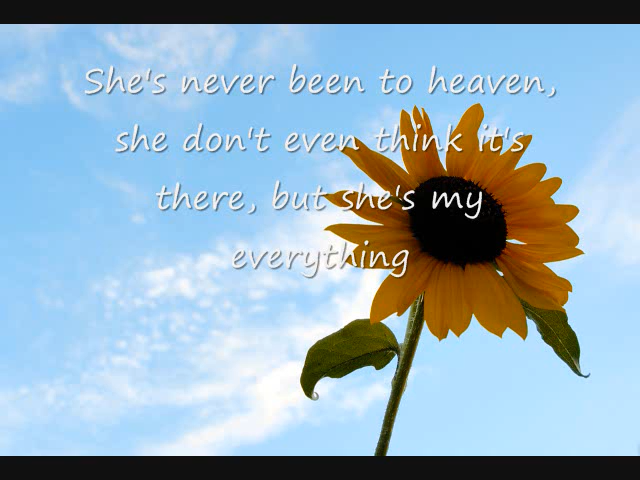 She's never been to heaven,
she don't even think it's
there, but she's my
everything